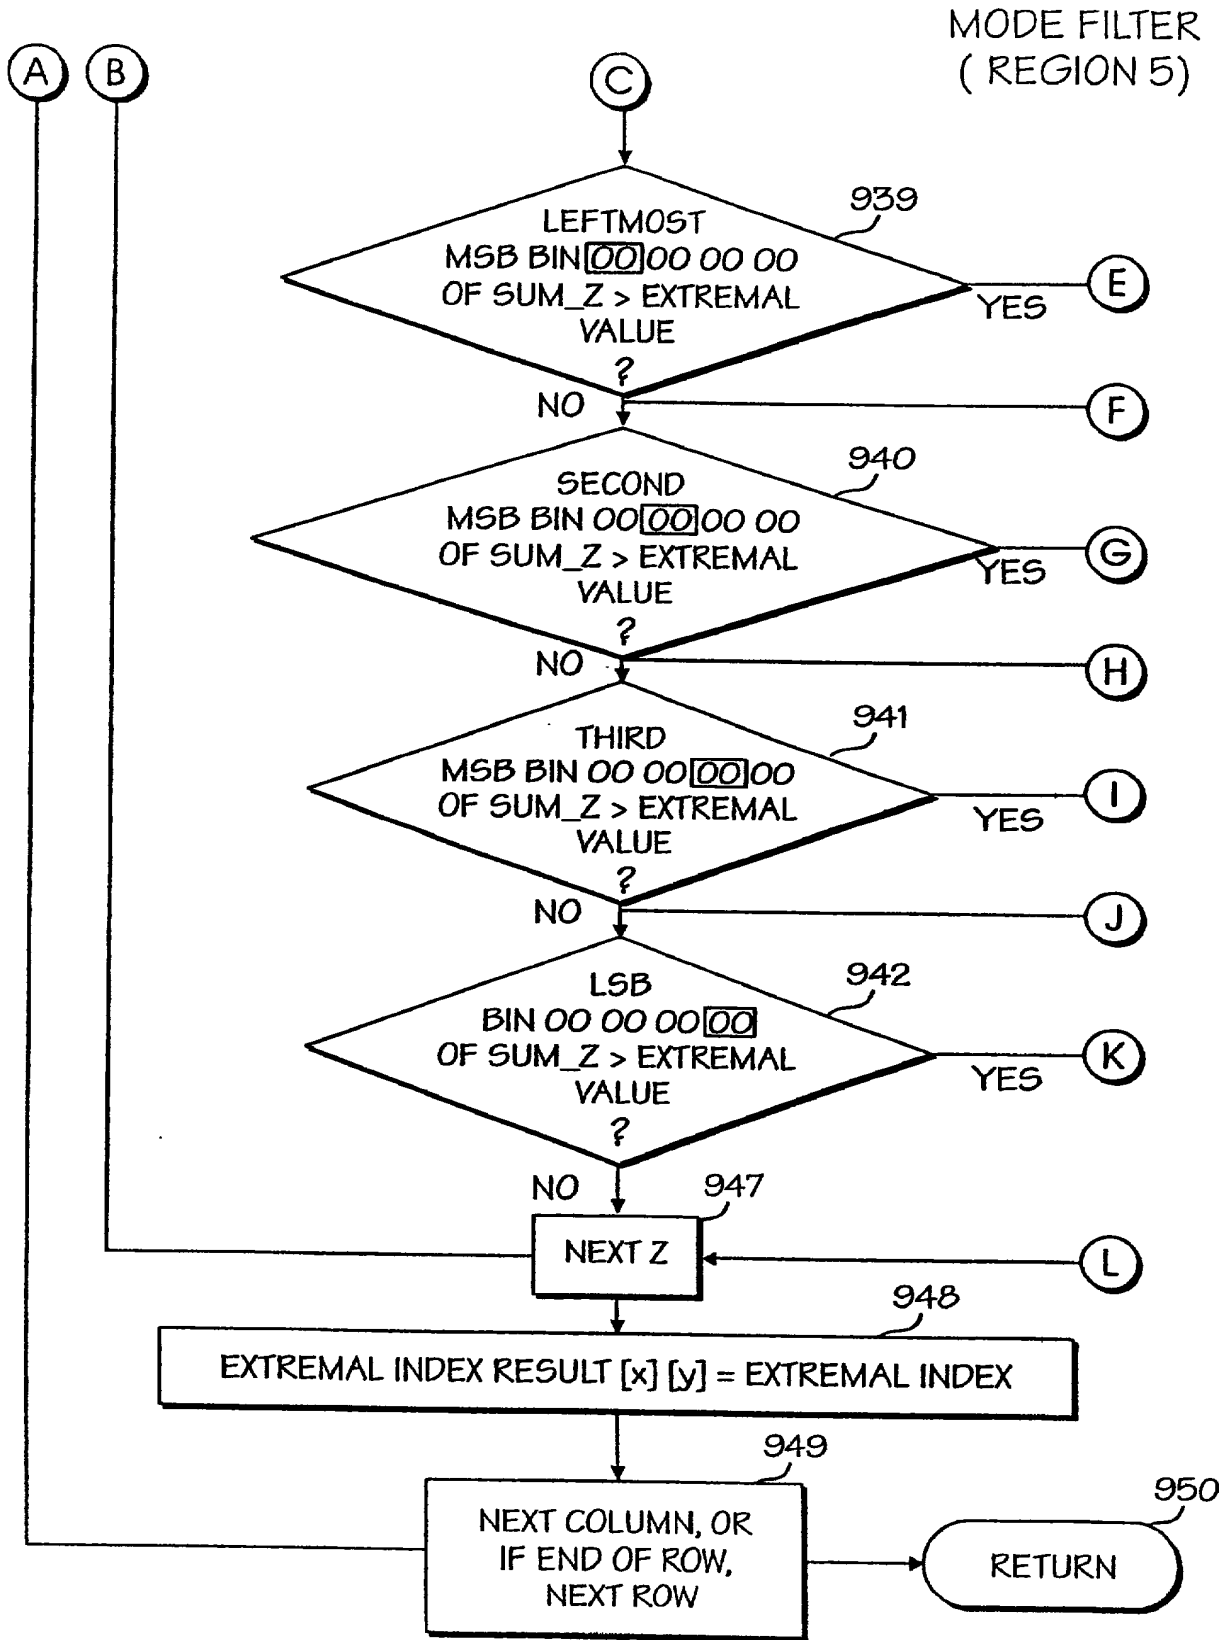 MODE FILTER
( REGION 5)
A
B
C
939
LEFTMOST
MSB BIN 00 00 00 00
OF SUM_Z > EXTREMAL
VALUE
?
YES
E
NO
F
940
SECOND
MSB BIN 00 00 00 00
OF SUM_Z > EXTREMAL
VALUE
?
YES
G
NO
H
941
THIRD
MSB BIN 00 00 00 00
OF SUM_Z > EXTREMAL
VALUE
?
YES
I
NO
J
942
LSB
BIN 00 00 00 00
OF SUM_Z > EXTREMAL
VALUE
?
YES
K
NO
947
NEXT Z
L
948
EXTREMAL INDEX RESULT [x] [y] = EXTREMAL INDEX
949
NEXT COLUMN, OR
IF END OF ROW,
NEXT ROW
950
RETURN